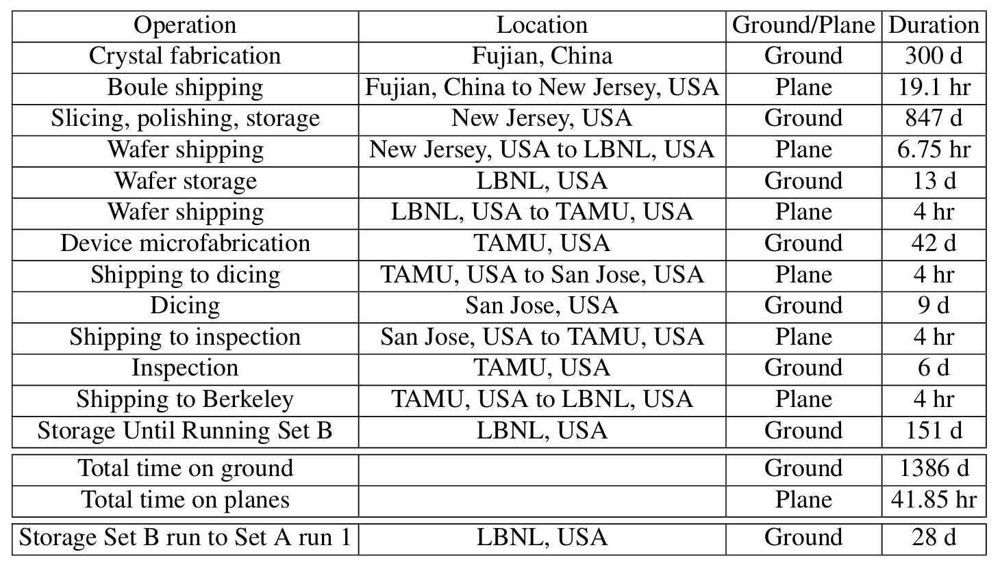 Operation Location Ground/Plane Duration
Crystal fabrication Fujian, China Ground 300 d
Boule shipping Fujian, China to New Jersey, USA Plane 19.1 hr
Slicing, polishing, storage New Jersey, USA Ground 847 d
Wafer shipping New Jersey, USA to LBNL, USA Plane 6.75 hr
Wafer storage LBNL, USA Ground 13 d
Wafer shipping LBNL, USA to TAMU, USA Plane 4 hr
Device microfabrication TAMU, USA Ground 42 d
Shipping to dicing TAMU, USA to San Jose, USA Plane 4 hr
Dicing San Jose, USA Ground 9 d
Shipping to inspection San Jose, USA to TAMU, USA Plane 4 hr
Inspection TAMU, USA Ground 6 d
Shipping to Berkeley TAMU, USA to LBNL, USA Plane 4 hr
Storage Until Running Set B LBNL, USA Ground 151 d
Total time on ground Ground 1386 d
Total time on planes Plane 41.85 hr
Storage Set B run to Set A run 1 LBNL, USA Ground 28 d